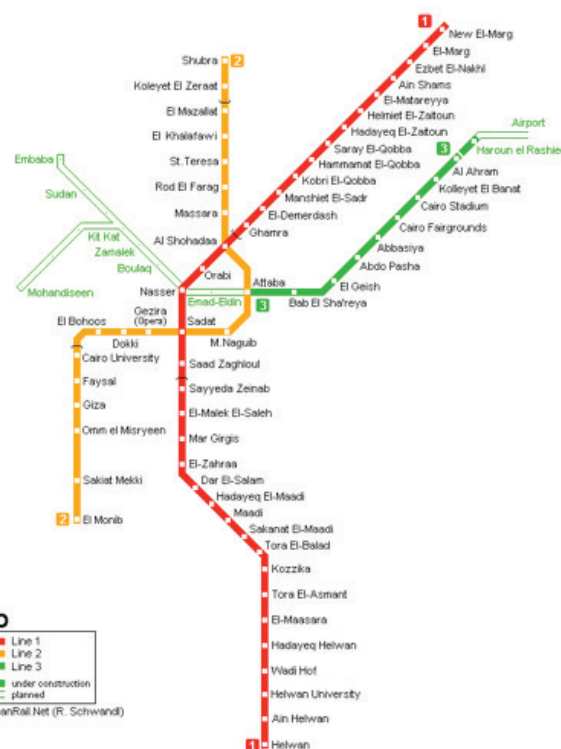 1
New El-Marg
El-Marg
Ezbet El-Nakhl
Ain Shams
El-Matareyya
Helmiet El-Zaitoun
Hadayeq El-Zaitoun
Saray El-Qobba
Hammamat El-Qobba
Kobri El-Qobba
Manshiet El-Sadr
El-Demerdash
Ghamra
Shubra
2
Koleyet El Zeraat
El Mazallat
El Khalafawi
St.Teresa
Rod El Farag
Massara
Al Shohadaa
Airport
3
Haroun el Rashie
Al Ahram
Kolleyet El Banat
Cairo Stadium
Cairo Fairgrounds
Abbasiya
Abdo Pasha
El Geish
Bab El Sha'reya
Attaba
3
Embaba
Sudan
Kit Kat
Zamalek
Boulaq
Mohandiseen
Orabi
Nasser
Emad-Eldin
El Bohoos
Gezira
(Opera)
Sadat
Dokki
M.Naguib
Cairo University
Faysal
Giza
Omm el Misryeen
Sakiat Mekki
2
El Monib
Saad Zaghloul
Sayyeda Zeinab
El-Malek El-Saleh
Mar Girgis
El-Zahraa
Dar El-Salam
Hadayeq El-Maadi
Maadi
Sakanat El-Maadi
Tora El-Balad
Kozzika
Tora El-Asmant
El-Maasara
Hadayeq Helwan
Wadi Hof
Helwan University
Ain Helwan
1
Helwan
O
Line 1
Line 2
Line 3
under construction
planned
anRail.Net (R. Schwandl)